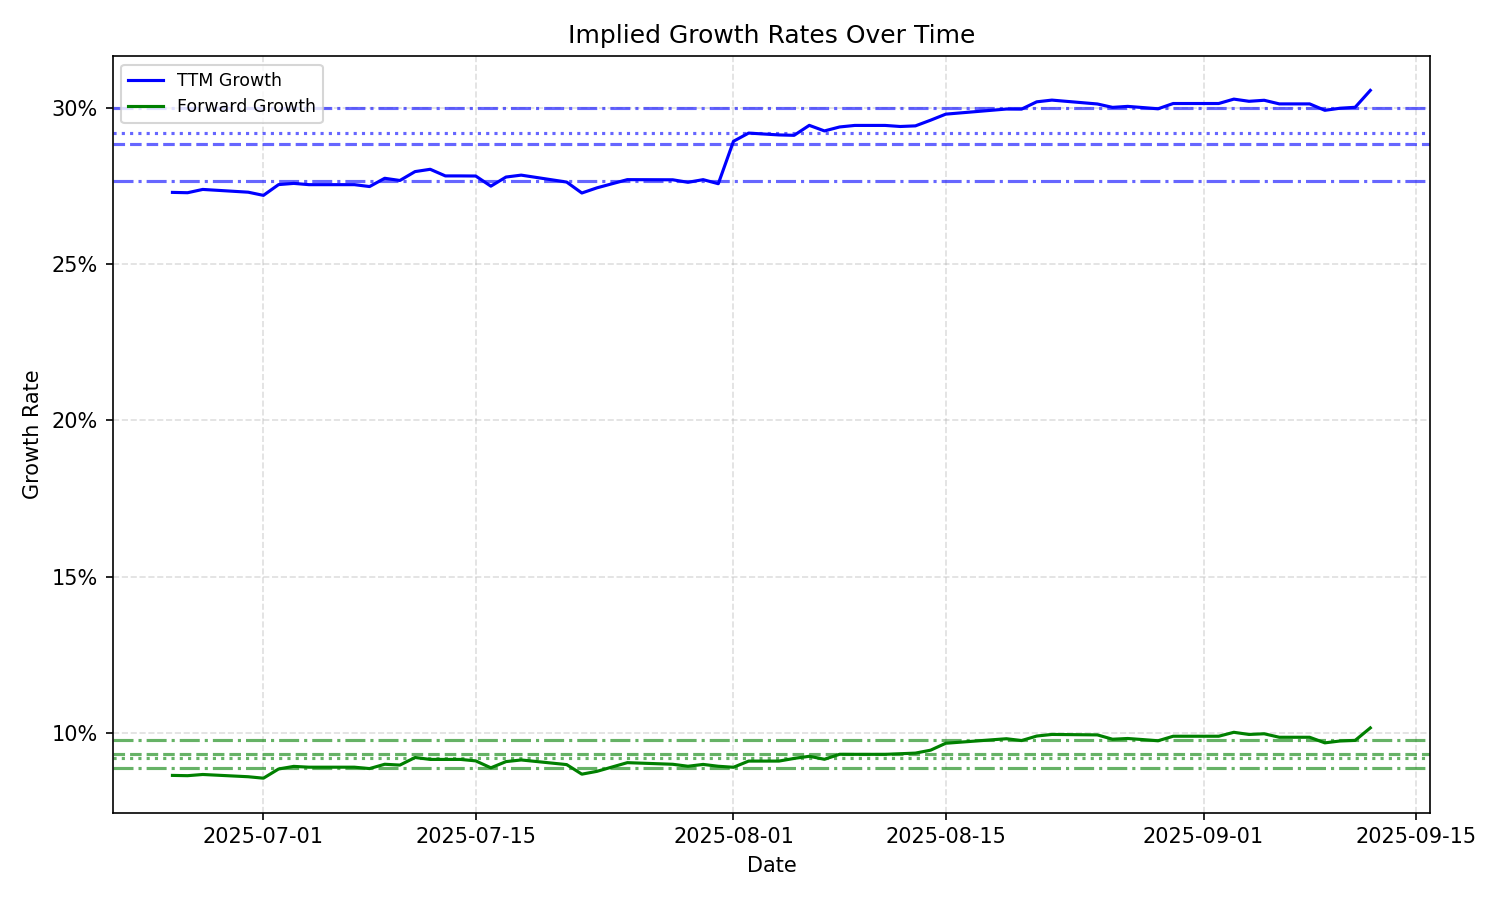 Implied Growth Rates Over Time
TTM Growth
Forward Growth
30%
25%
20%
15%
10%
Growth Rate
2025-07-01
2025-07-15
2025-08-01
2025-08-15
2025-09-01
2025-09-15
Date